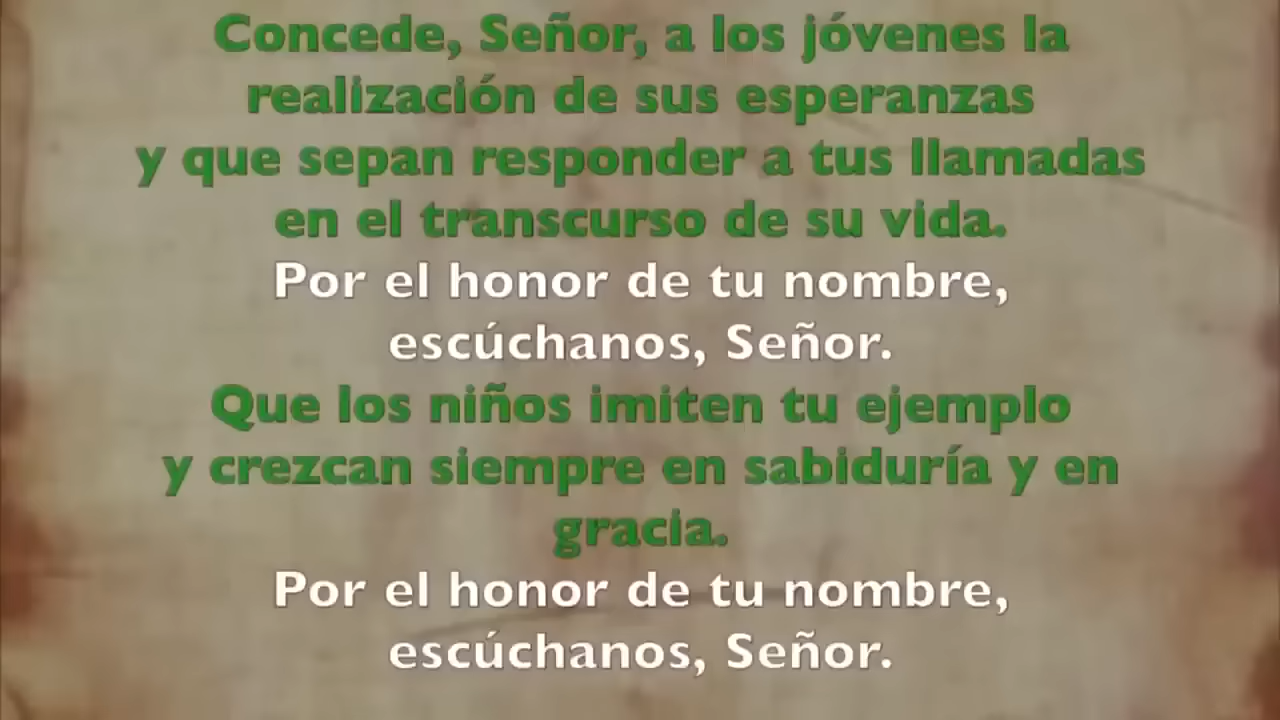 Concede, Señor, a los jóvenes la
realización de sus esperanzas
y que sepan responder a tus llamadas
en el transcurso de su vida.
Por el honor de tu nombre,
escúchanos, Señor.
Que los niños imiten tu ejemplo
y crezcan siempre en sabiduría y en
gracia.
Por el honor de tu nombre,
escúchanos, Señor.